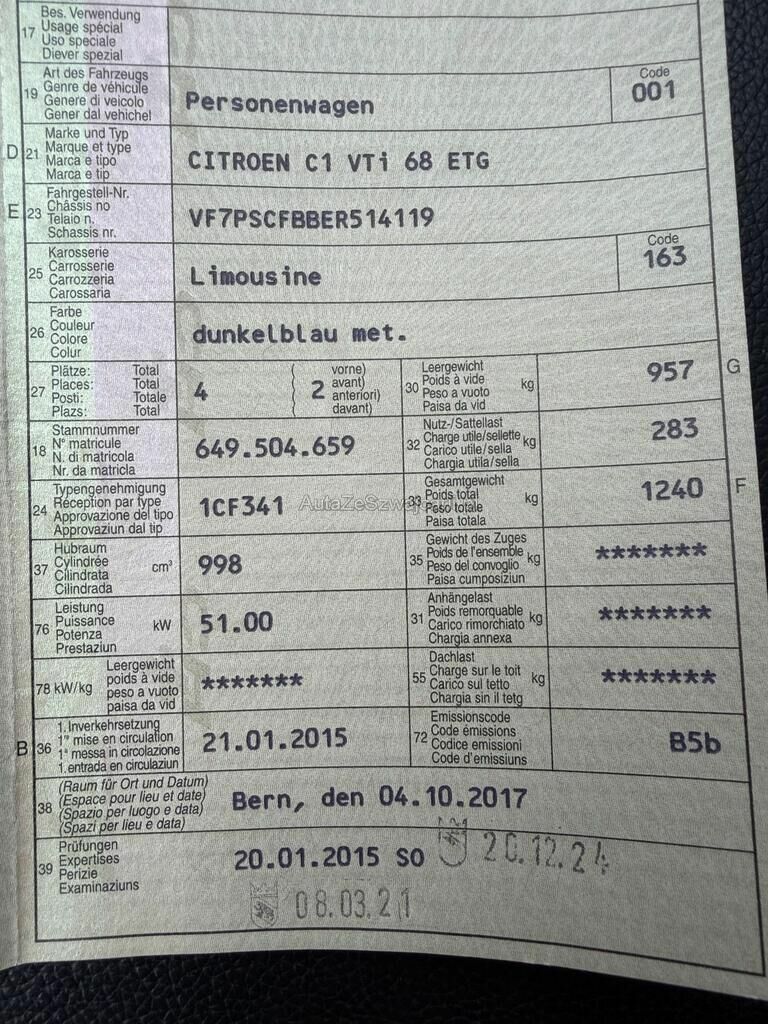 17 Bes. Verwendung
Usage spécial
Uso speciale
Diever spezial
19 Art des Fahrzeugs
Genre de véhicule
Genere di veicolo
Gener dal vehichel
Personenwagen
Code
001
D 21 Marke und Typ
Marque et type
Marca e tipo
Marca e tip
CITROEN C1 VTi 68 ETG
E 23 Fahrgestell-Nr.
Châssis no
Telaio n.
Schassis nr.
VF7PSCFBBER514119
25 Karosserie
Carrosserie
Carrozzeria
Carossaria
Limousine
Code
163
26 Farbe
Couleur
Colore
Colur
dunkelblau met.
27 Plätze: Total
Places: Total
Posti: Totale
Plazs: Total
4
2
vorne)
avant)
anteriori)
davant)
30 Leergewicht
Poids à vide
Peso a vuoto
Paisa da vid
kg
957
G
18 Stammnummer
N° matricule
N. di matricola
Nr. da matricla
649.504.659
32 Nutz-/Sattellast
Charge utile/sellette
Carico utile/sella
Chargia utila/sella
kg
283
24 Typengenehmigung
Réception par type
Approvazione del tipo
Approvaziun dal tip
1CF341
33 Gesamtgewicht
Poids total
Peso totale
Paisa totala
kg
1240
F
37 Hubraum
Cylindrée
Cilindrata
Cilindrada
cm³
998
35 Gewicht des Zuges
Poids de l'ensemble
Peso del convoglio
Paisa cumposiziun
kg
*******
76 Leistung
Puissance
Potenza
Prestaziun
kW
51.00
31 Anhängelast
Poids remorquable
Carico rimorchiato
Chargia annexa
kg
*******
78 kW/kg
Leergewicht
poids à vide
peso a vuoto
paisa da vid
*******
55 Dachlast
Charge sur le toit
Carico sul tetto
Chargia sin il tetg
kg
*******
B 36 1. Inverkehrsetzung
1re mise en circulation
1a messa in circolazione
1. entrada en circulaziun
21.01.2015
72 Emissionscode
Code émissions
Codice emissioni
Code d'emissiuns
B5b
38 (Raum für Ort und Datum)
(Espace pour lieu et date)
(Spazio per luogo e data)
(Spazi per lieu e data)
Bern, den 04.10.2017
39 Prüfungen
Expertises
Perizie
Examinaziuns
20.01.2015 SO
20.12.24
08.03.21